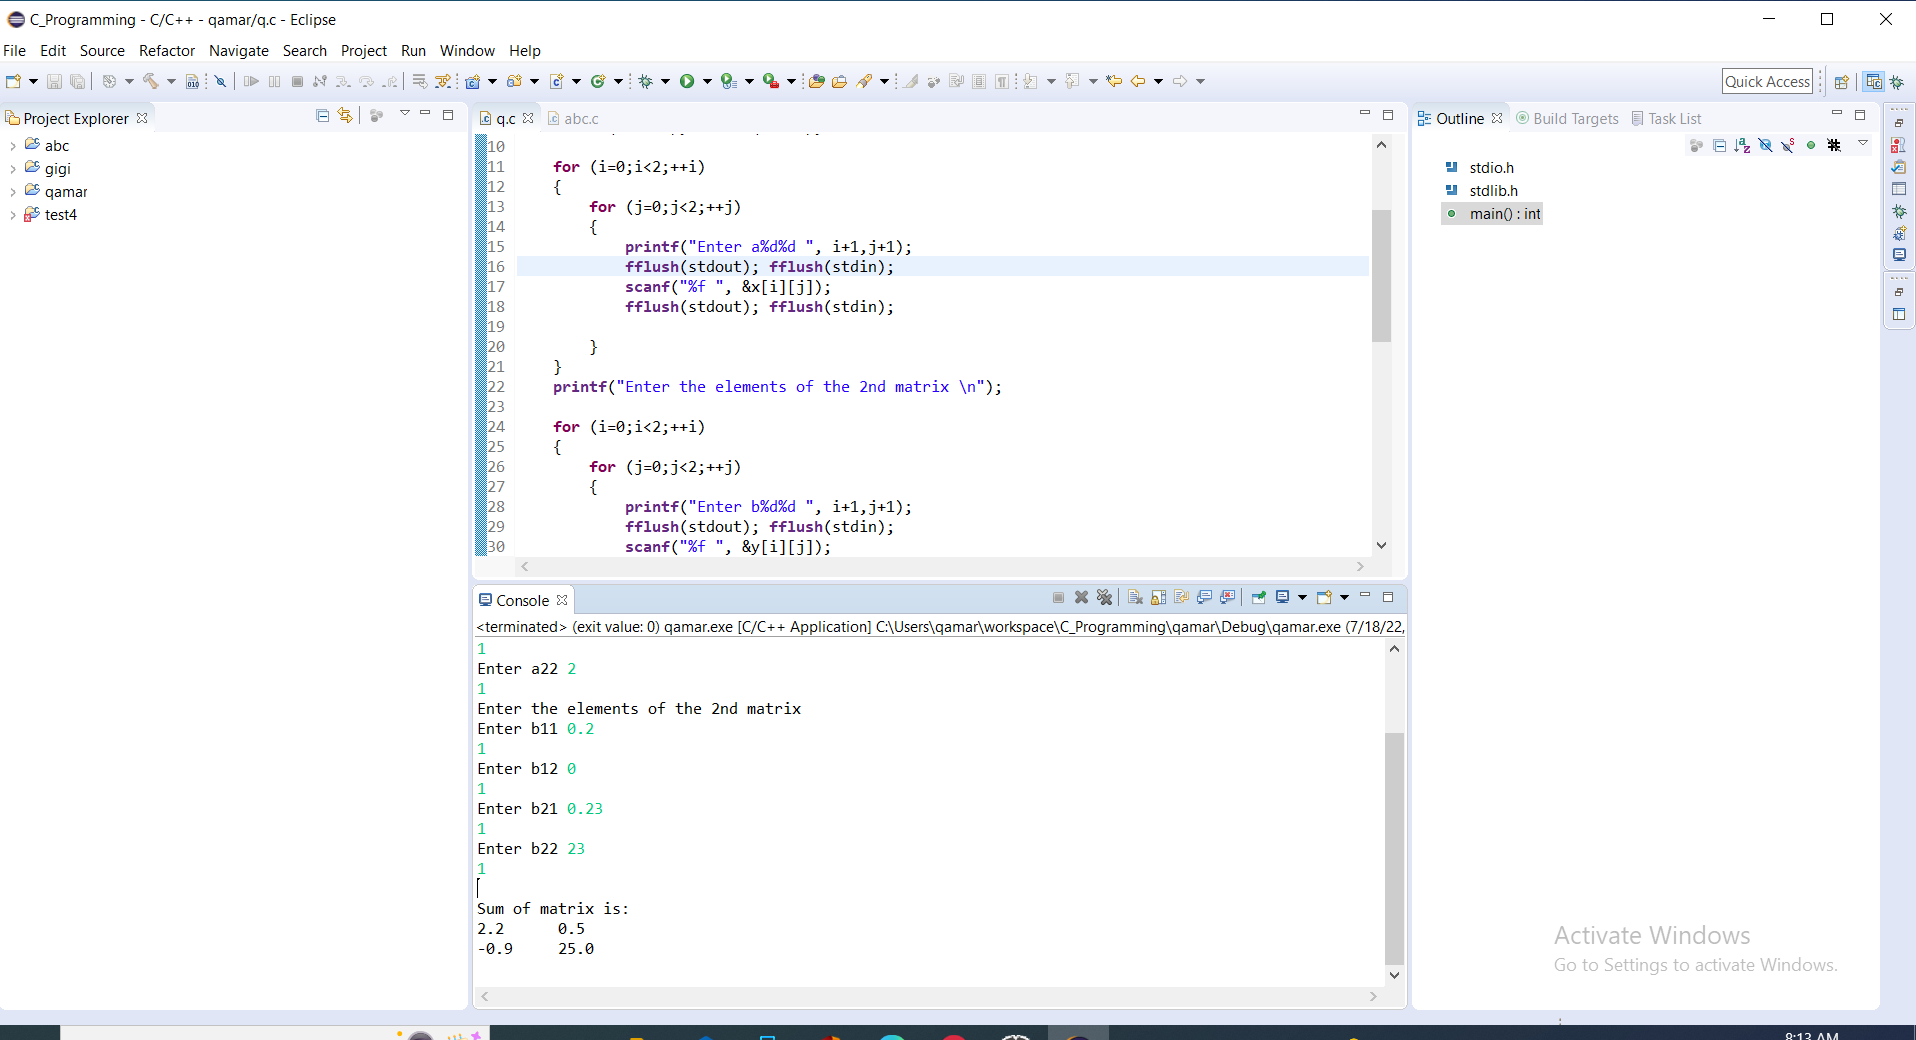 C_Programming - C/C++ - qamar/q.c - Eclipse
File Edit Source Refactor Navigate Search Project Run Window Help
Quick Access
Project Explorer
abc
gigi
qamar
test4
q.c abc.c
10
11 for (i=0;i<2;++i)
12 {
13 for (j=0;j<2;++j)
14 {
15 printf("Enter a%d%d ", i+1,j+1);
16 fflush(stdout); fflush(stdin);
17 scanf("%f ", &x[i][j]);
18 fflush(stdout); fflush(stdin);
19
20 }
21 }
22 printf("Enter the elements of the 2nd matrix \n");
23
24 for (i=0;i<2;++i)
25 {
26 for (j=0;j<2;++j)
27 {
28 printf("Enter b%d%d ", i+1,j+1);
29 fflush(stdout); fflush(stdin);
30 scanf("%f ", &y[i][j]);
Console
<terminated> (exit value: 0) qamar.exe [C/C++ Application] C:\Users\qamar\workspace\C_Programming\qamar\Debug\qamar.exe (7/18/22,
1
Enter a22 2
1
Enter the elements of the 2nd matrix
Enter b11 0.2
1
Enter b12 0
1
Enter b21 0.23
1
Enter b22 23
1
Sum of matrix is:
2.2 0.5
-0.9 25.0
Outline Build Targets Task List
stdio.h
stdlib.h
main() : int
Activate Windows
Go to Settings to activate Windows.
8:13 AM